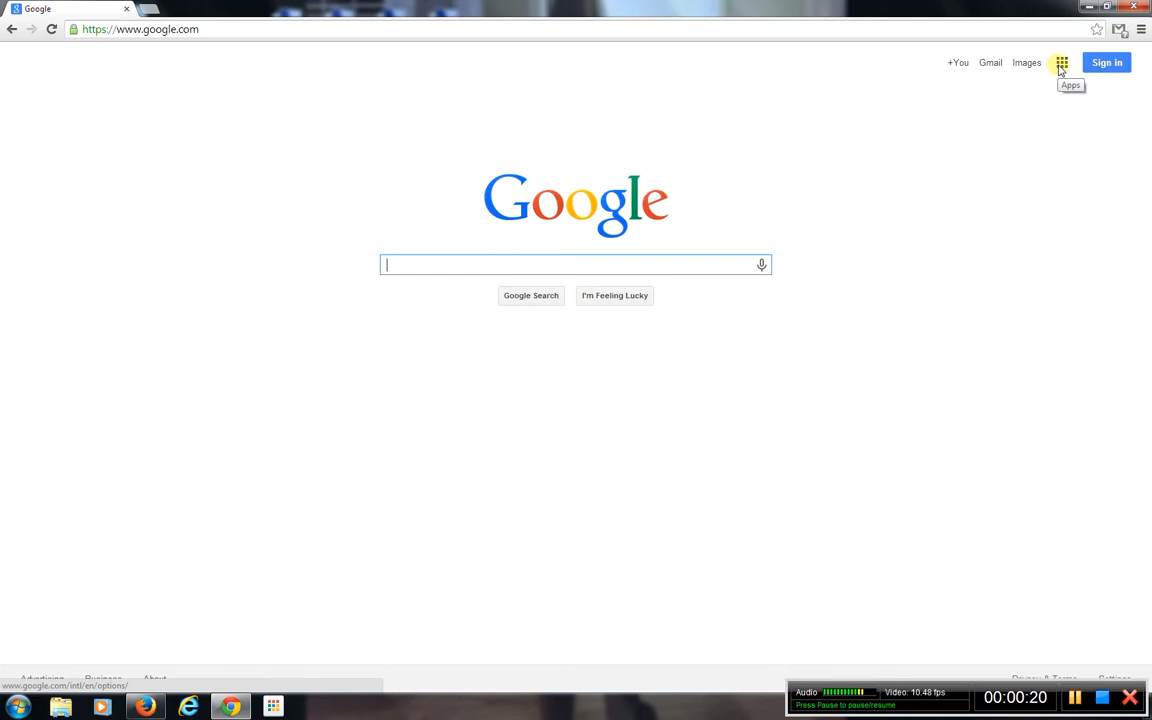 Google
https://www.google.com
+You Gmail Images Sign in
Apps
Google
Google Search I'm Feeling Lucky
Advertising Business About Privacy & Terms Settings
www.google.com/intl/en/options/
Audio Video: 10.48 fps 00:00:20
Press Pause to pause/resume